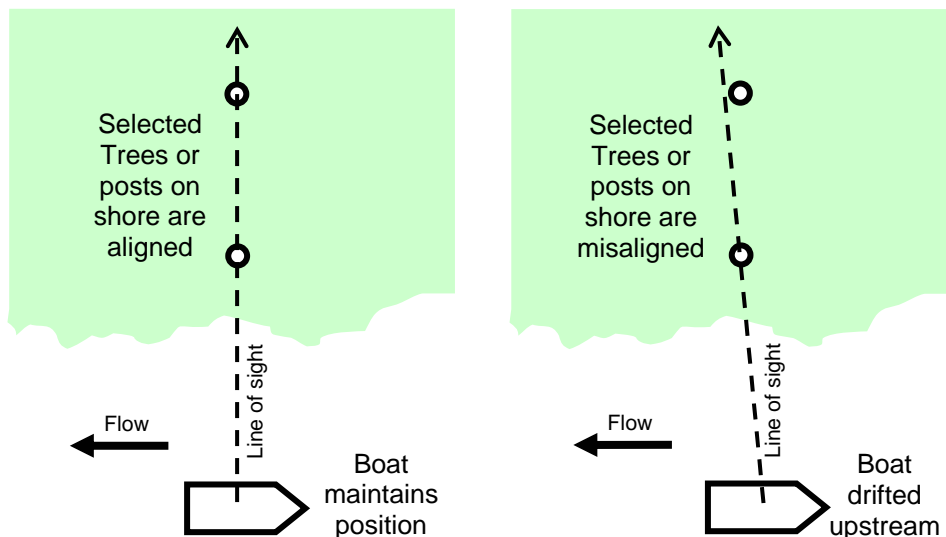 Selected
Trees or
posts on
shore are
aligned
Line of sight
Flow
Boat
maintains
position
Selected
Trees or
posts on
shore are
misaligned
Line of sight
Flow
Boat
drifted
upstream